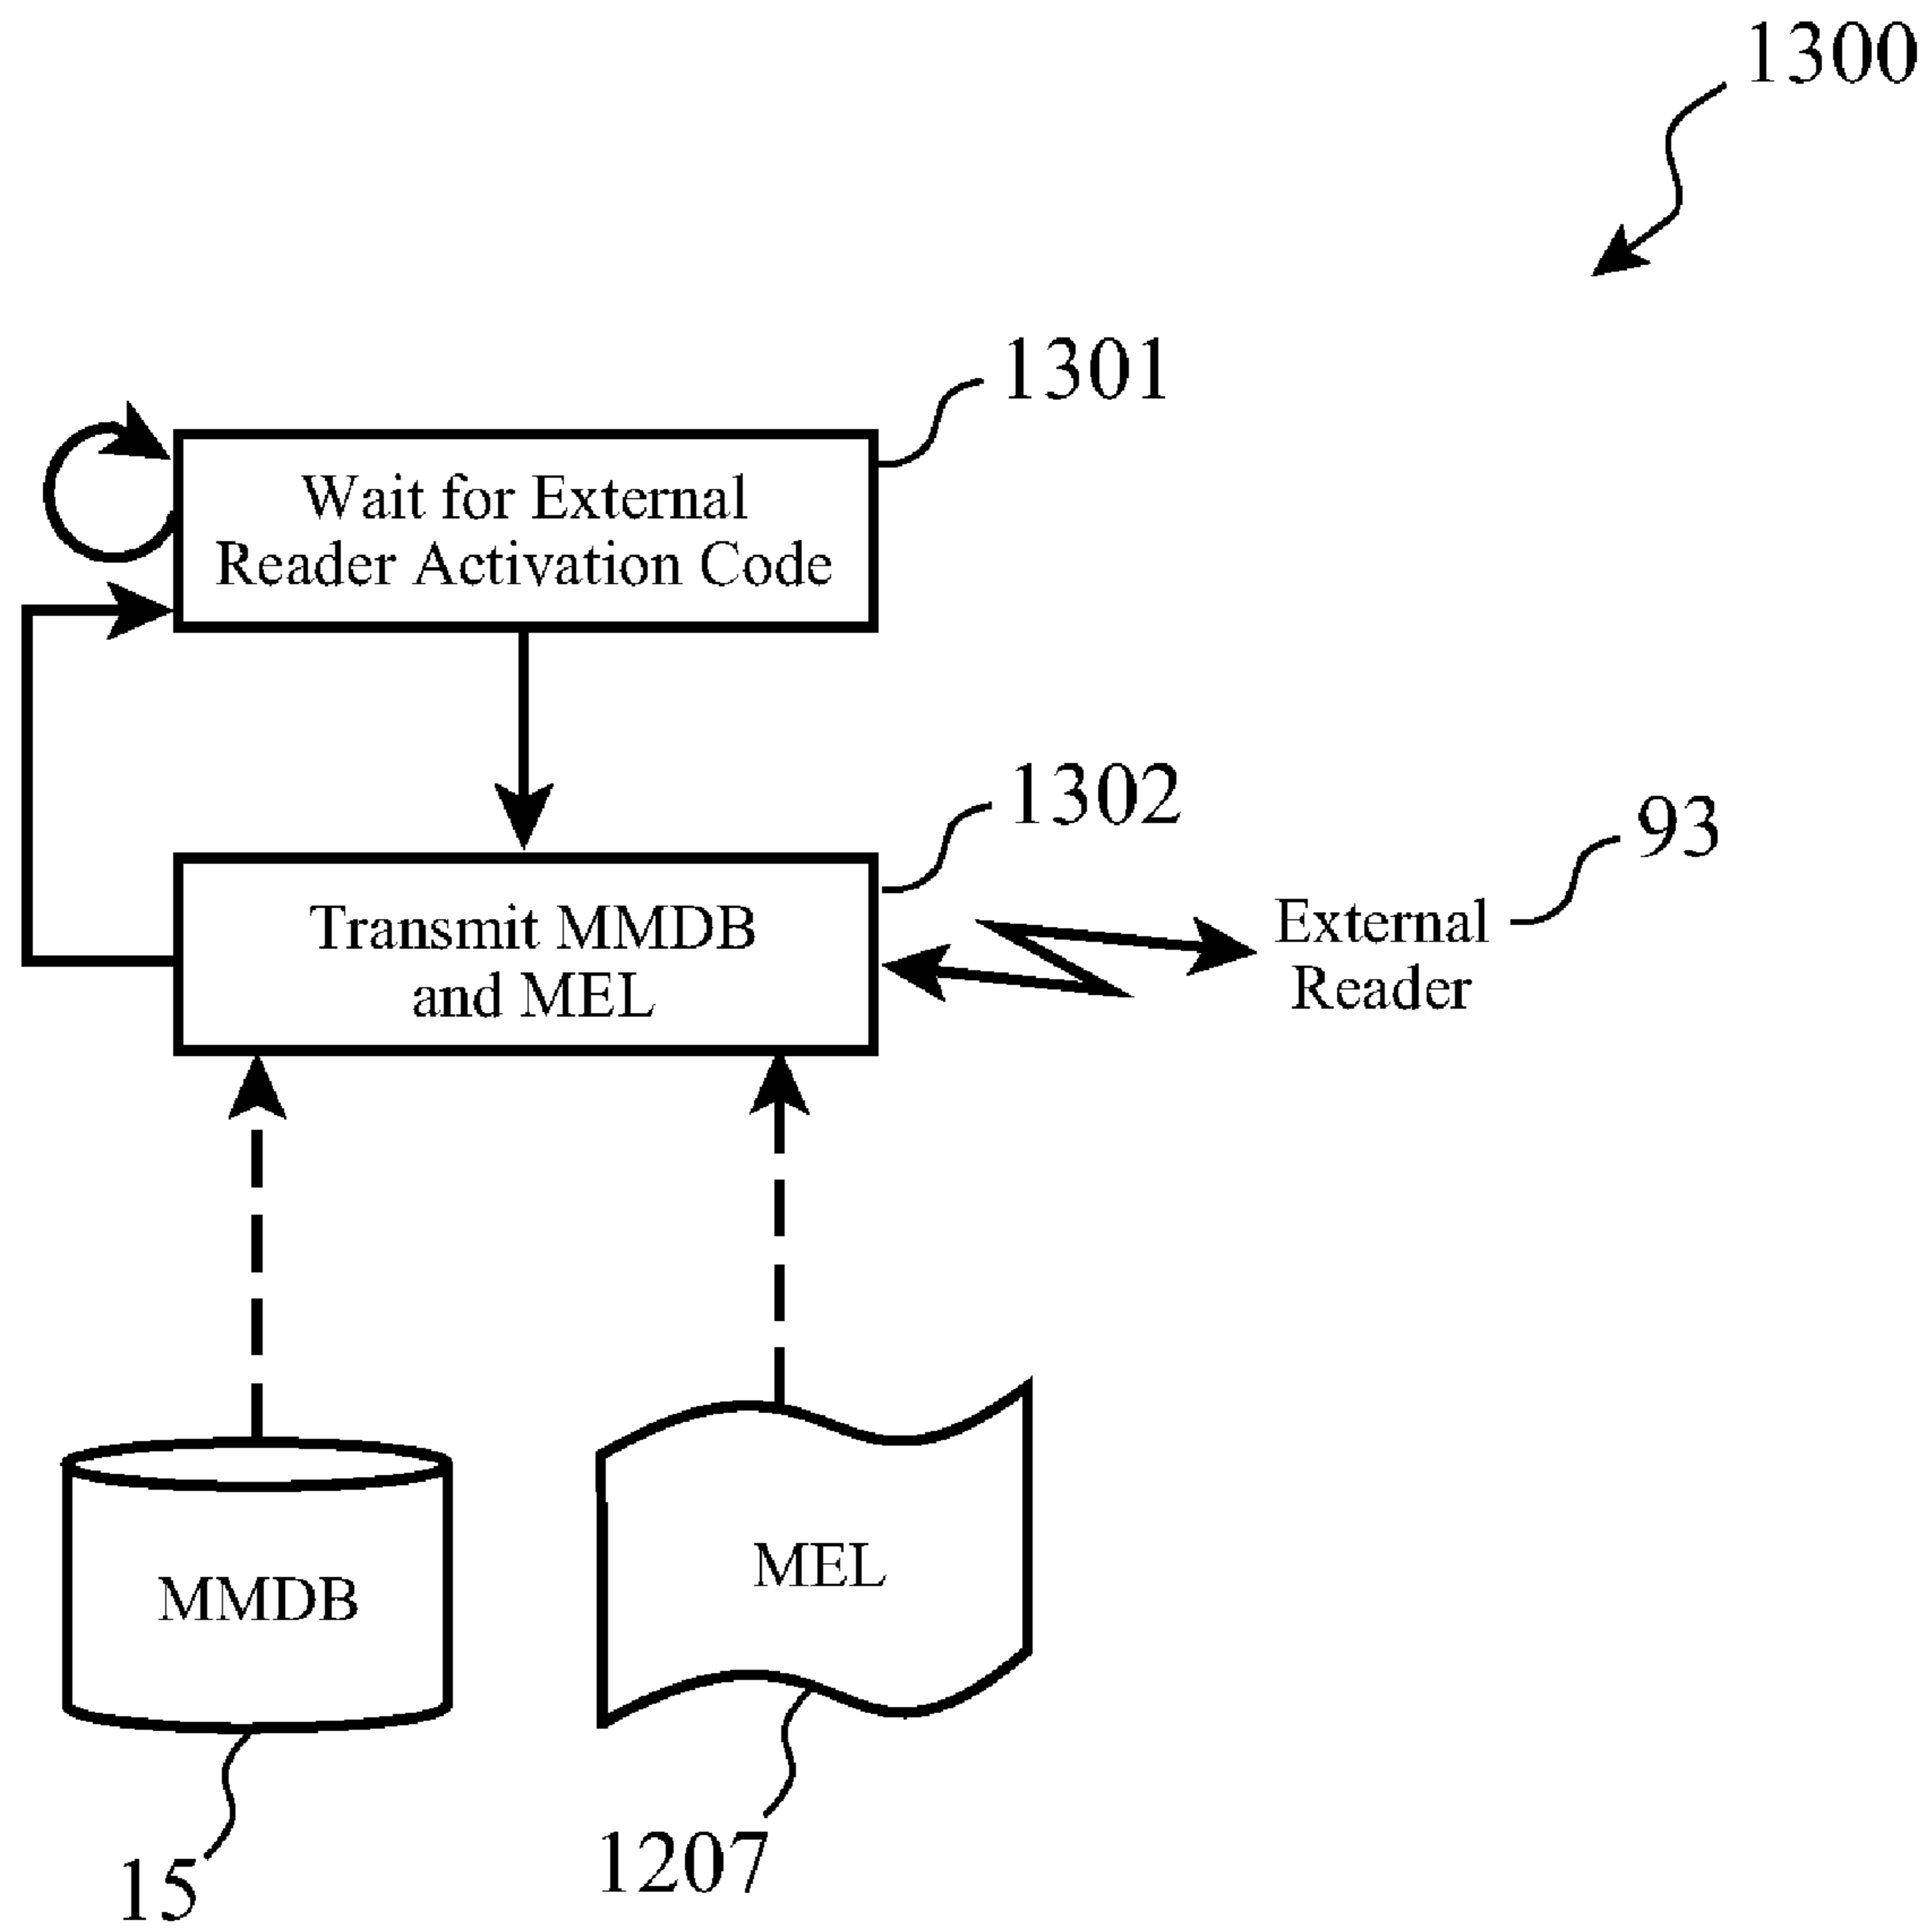 1300
1301
Wait for External
Reader Activation Code
1302
93
Transmit MMDB
and MEL
External
Reader
MMDB
MEL
15
1207